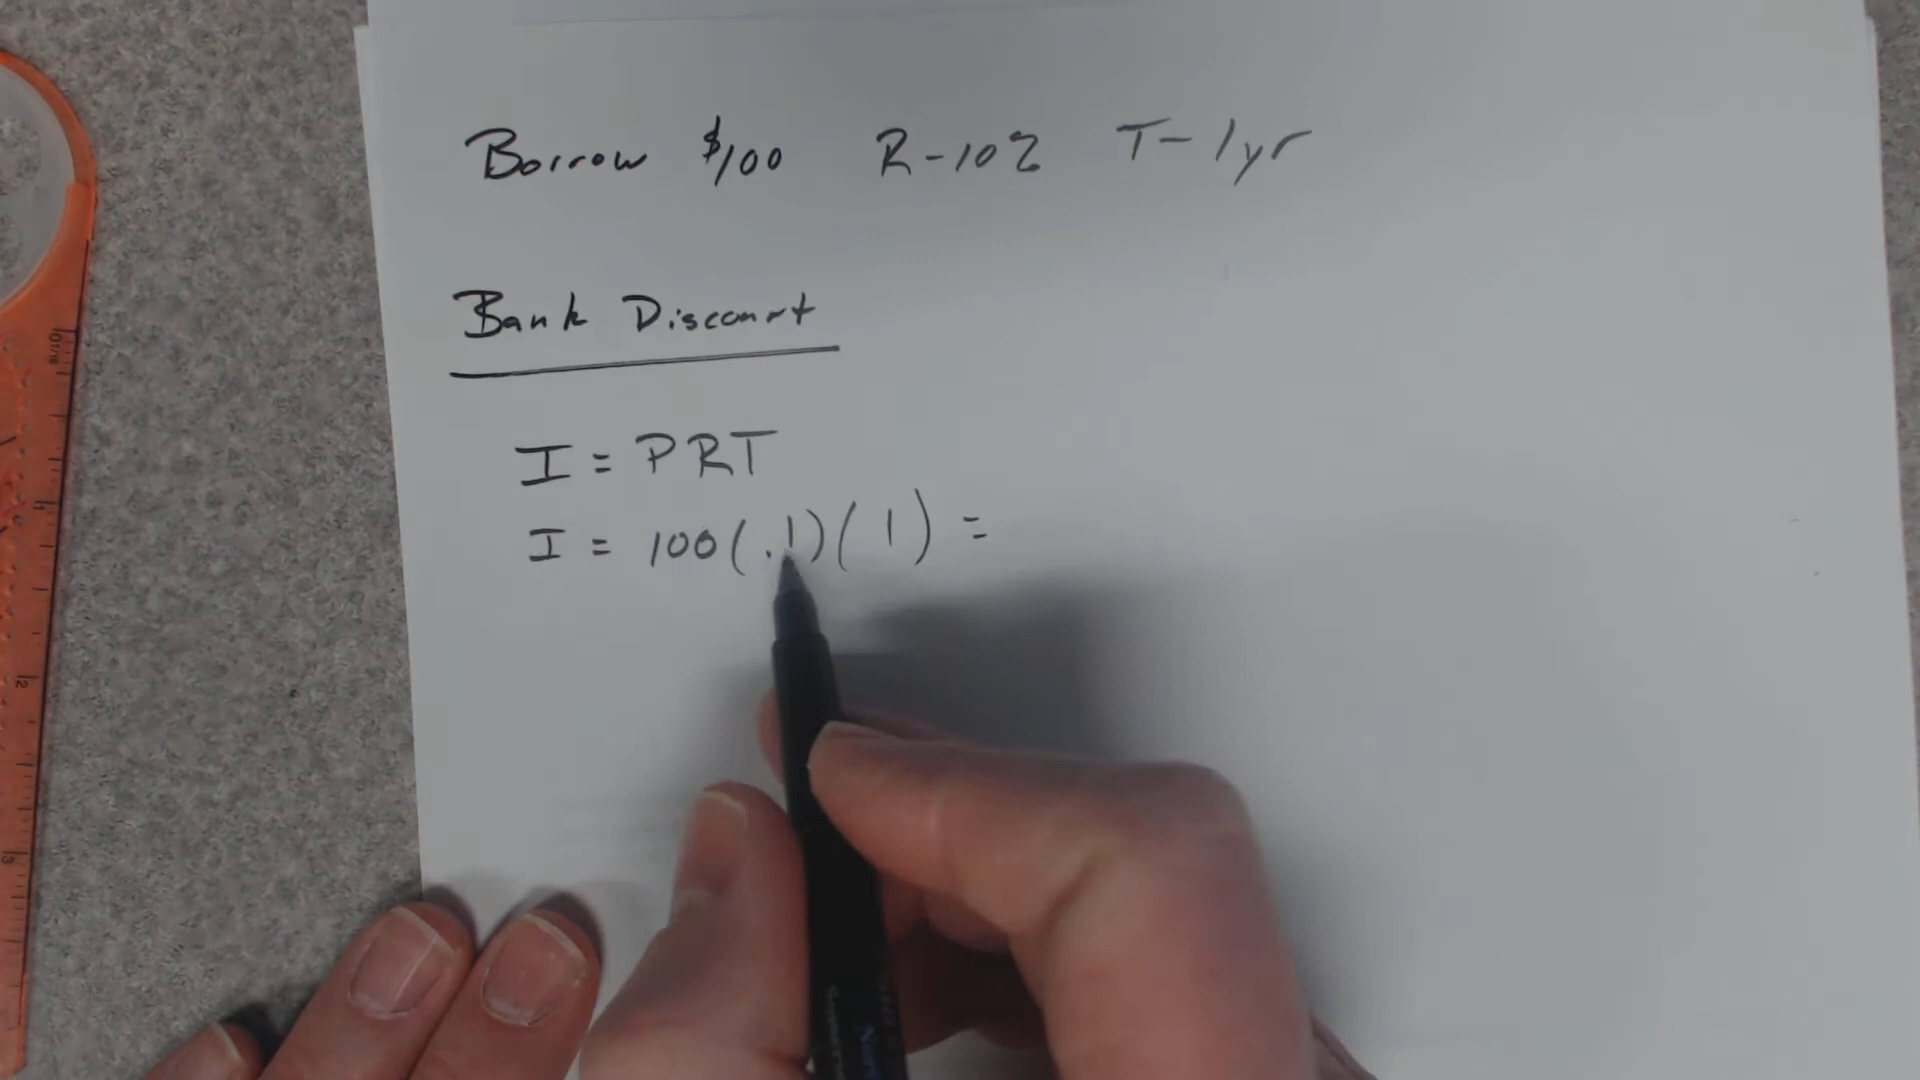 Borrow $100 R-10% T-1yr
Bank Discount
I = PRT
I = 100(.1)(1) =